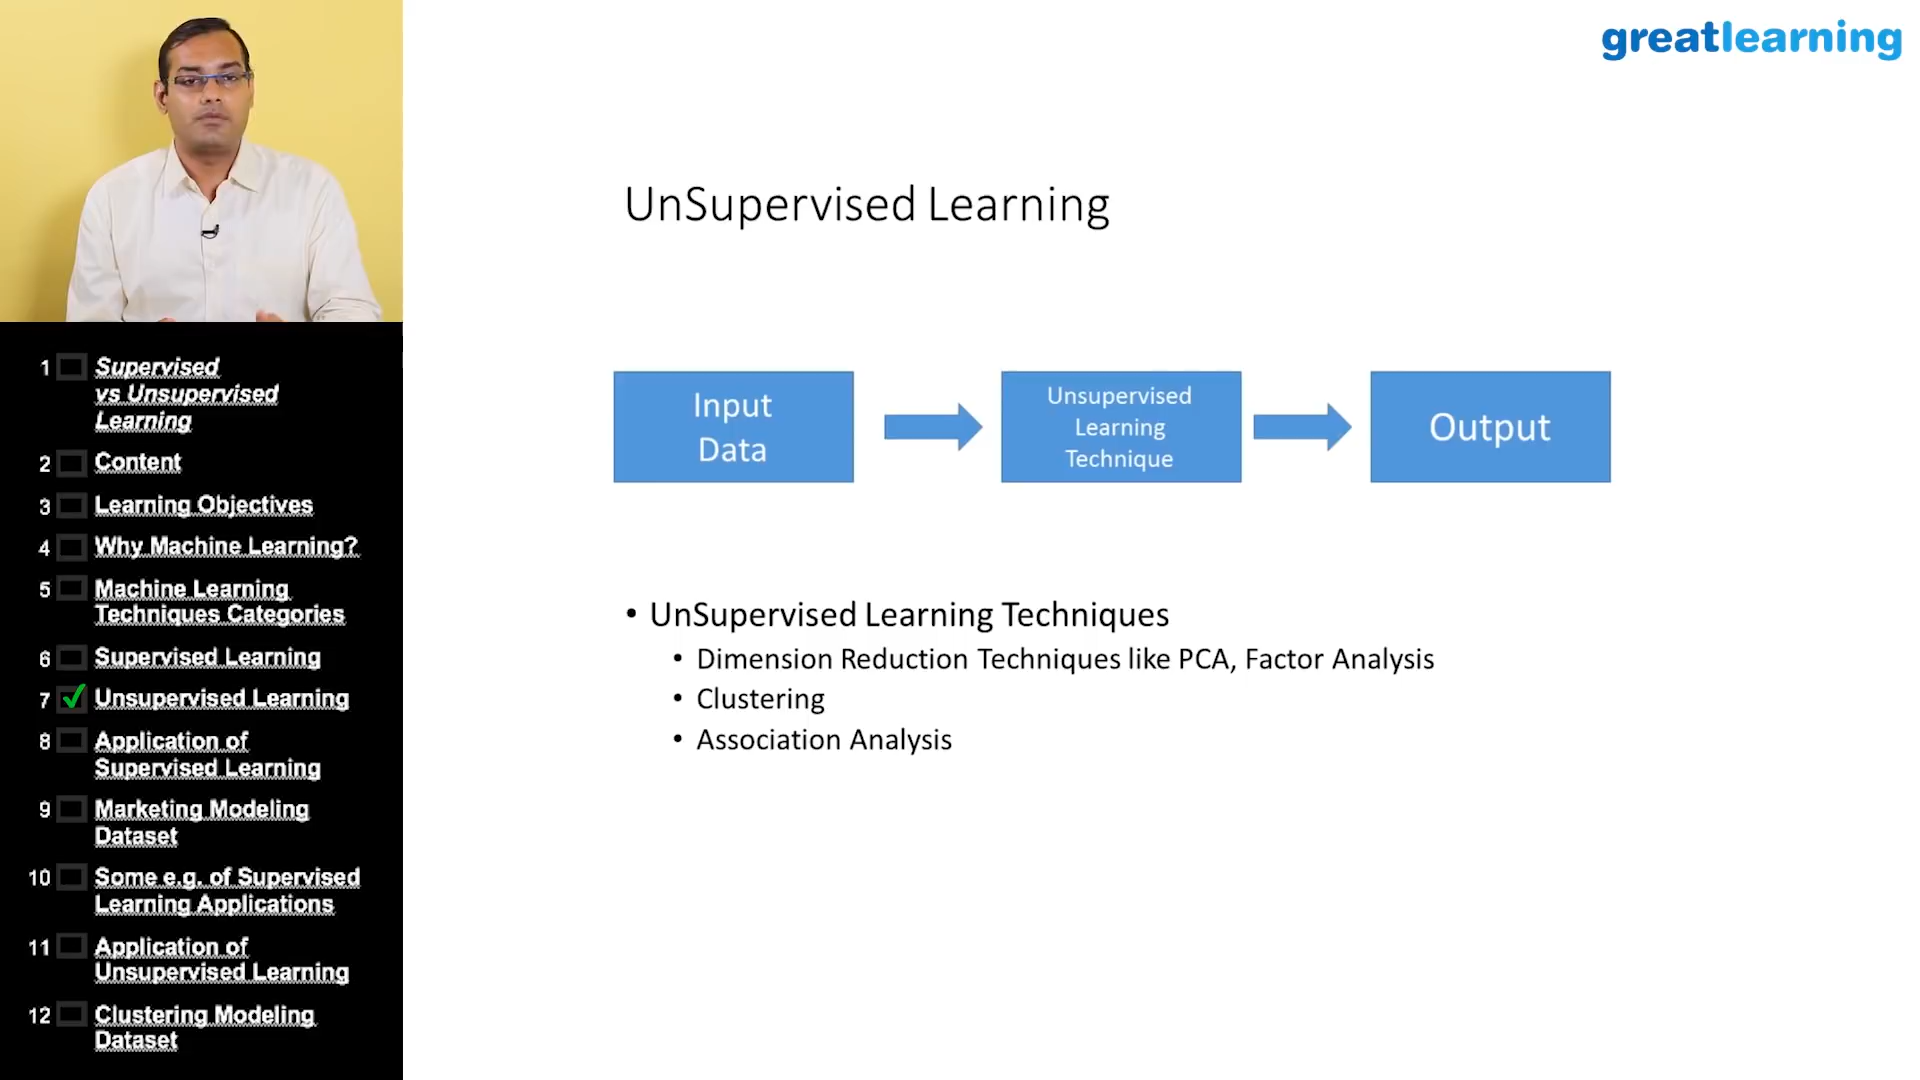 greatlearning
UnSupervised Learning
Input
Data
Unsupervised
Learning
Technique
Output
• UnSupervised Learning Techniques
• Dimension Reduction Techniques like PCA, Factor Analysis
• Clustering
• Association Analysis
1 Supervised
vs Unsupervised
Learning
2 Content
3 Learning Objectives
4 Why Machine Learning?
5 Machine Learning
Techniques Categories
6 Supervised Learning
7 Unsupervised Learning
8 Application of
Supervised Learning
9 Marketing Modeling
Dataset
10 Some e.g. of Supervised
Learning Applications
11 Application of
Unsupervised Learning
12 Clustering Modeling
Dataset